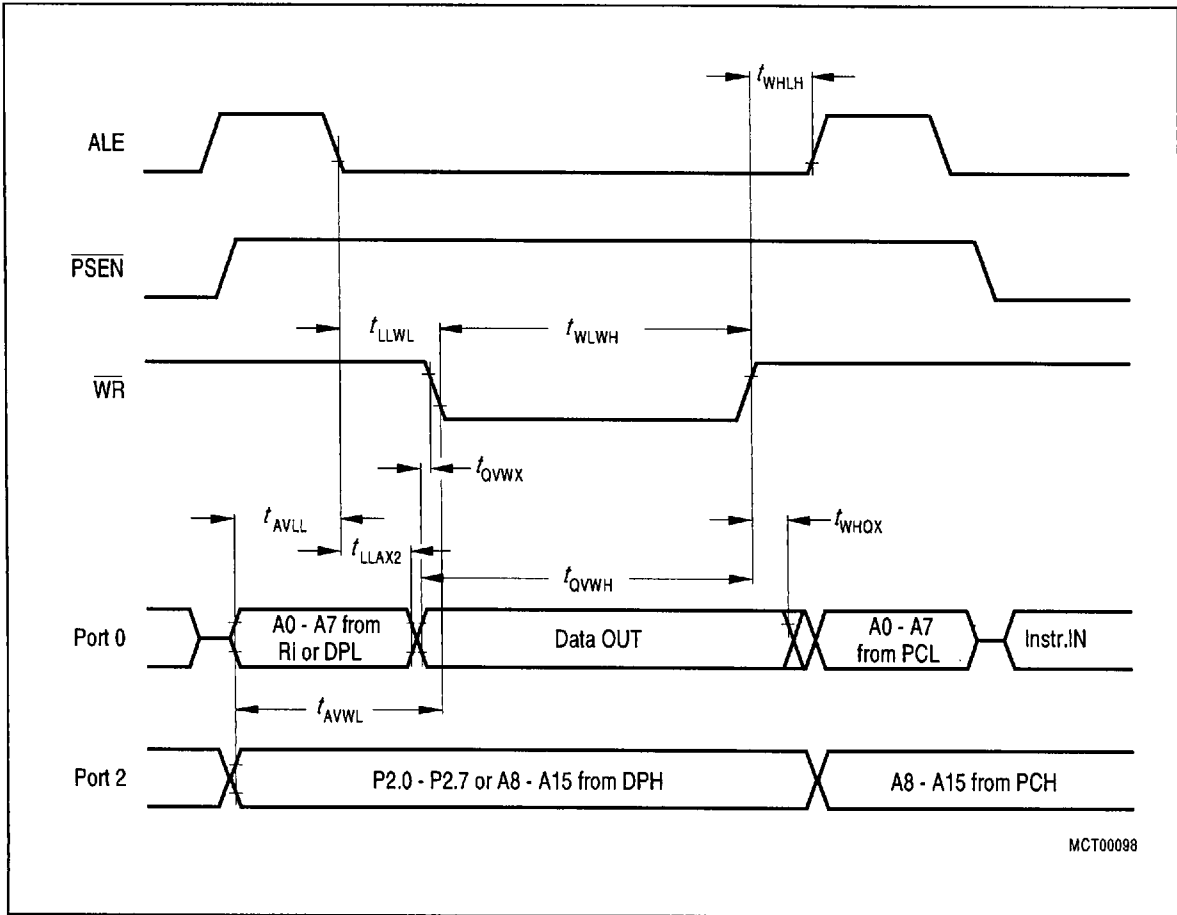 tWHLH
ALE
PSEN
tLLWL
tWLWH
WR
tQVWX
tAVLL
tWHQX
tLLAX2
tQVWH
Port 0
A0 - A7 from
Ri or DPL
Data OUT
A0 - A7
from PCL
Instr.IN
tAVWL
Port 2
P2.0 - P2.7 or A8 - A15 from DPH
A8 - A15 from PCH
MCT00098